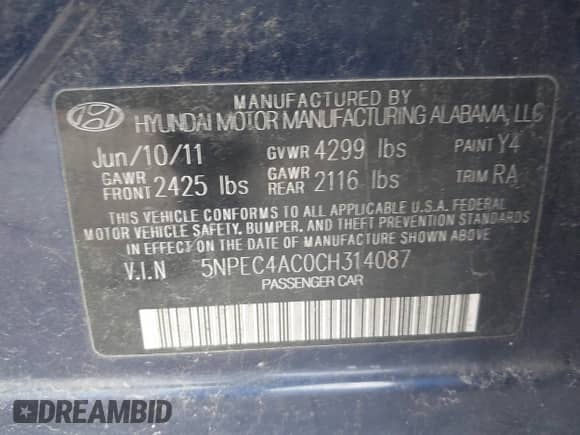 MANUFACTURED BY
HYUNDAI MOTOR MANUFACTURING ALABAMA, LLC
Jun/10/11 GVWR 4299 lbs PAINT Y4
GAWR FRONT 2425 lbs GAWR REAR 2116 lbs TRIM RA
THIS VEHICLE CONFORMS TO ALL APPLICABLE U.S.A. FEDERAL
MOTOR VEHICLE SAFETY, BUMPER, AND THEFT PREVENTION STANDARDS
IN EFFECT ON THE DATE OF MANUFACTURE SHOWN ABOVE.
V.I.N 5NPEC4AC0CH314087
PASSENGER CAR
DREAMBID